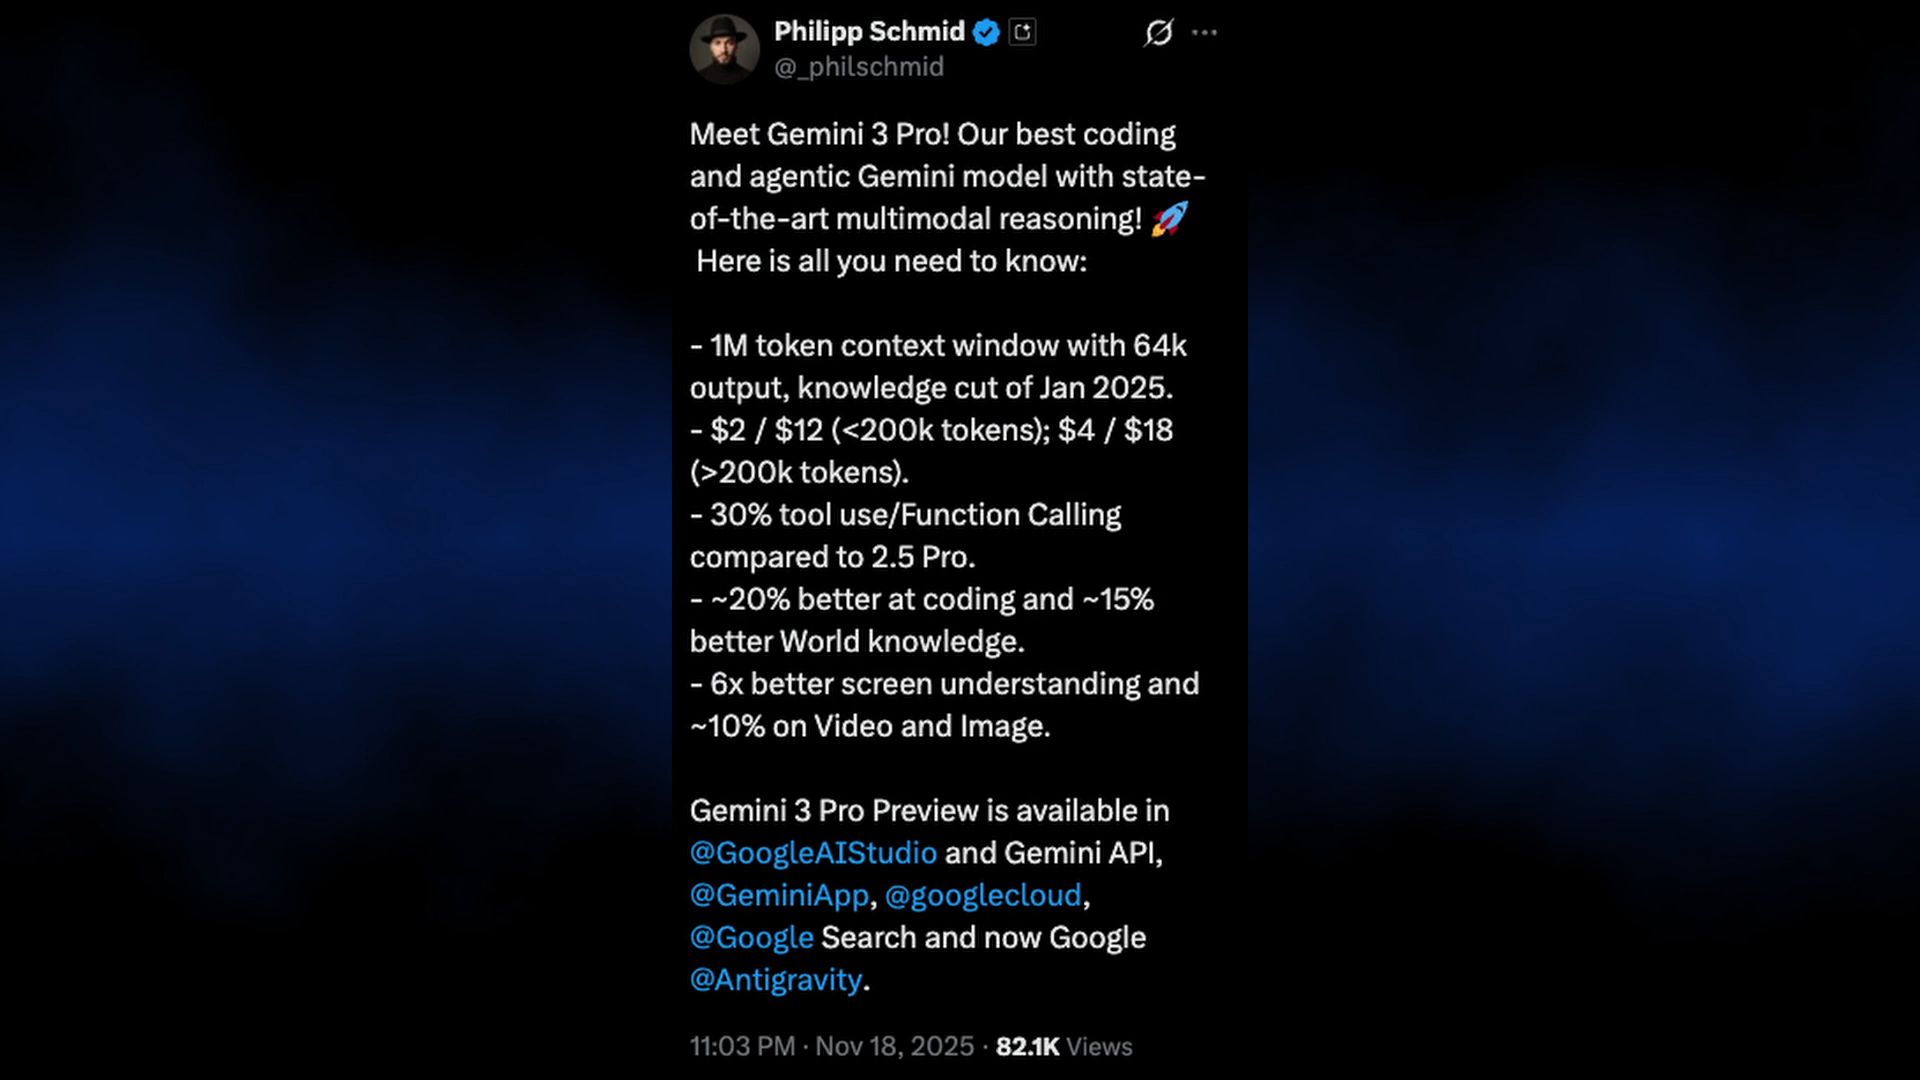 Philipp Schmid
@_philschmid
Meet Gemini 3 Pro! Our best coding
and agentic Gemini model with state-
of-the-art multimodal reasoning! 🚀
Here is all you need to know:
- 1M token context window with 64k
output, knowledge cut of Jan 2025.
- $2 / $12 (<200k tokens); $4 / $18
(>200k tokens).
- 30% tool use/Function Calling
compared to 2.5 Pro.
- ~20% better at coding and ~15%
better World knowledge.
- 6x better screen understanding and
~10% on Video and Image.
Gemini 3 Pro Preview is available in
@GoogleAIStudio and Gemini API,
@GeminiApp, @googlecloud,
@Google Search and now Google
@Antigravity.
11:03 PM · Nov 18, 2025 · 82.1K Views